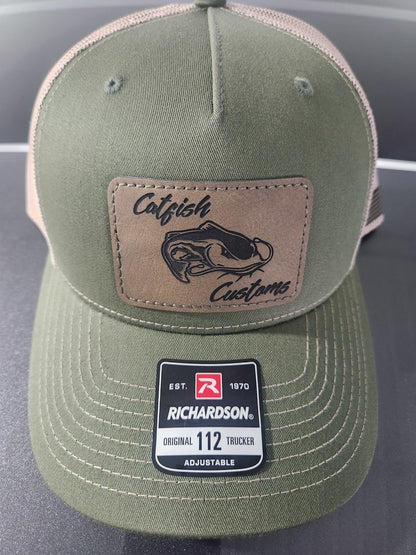 Catfish
Customs
EST. R 1970
RICHARDSON®
ORIGINAL 112 TRUCKER
ADJUSTABLE